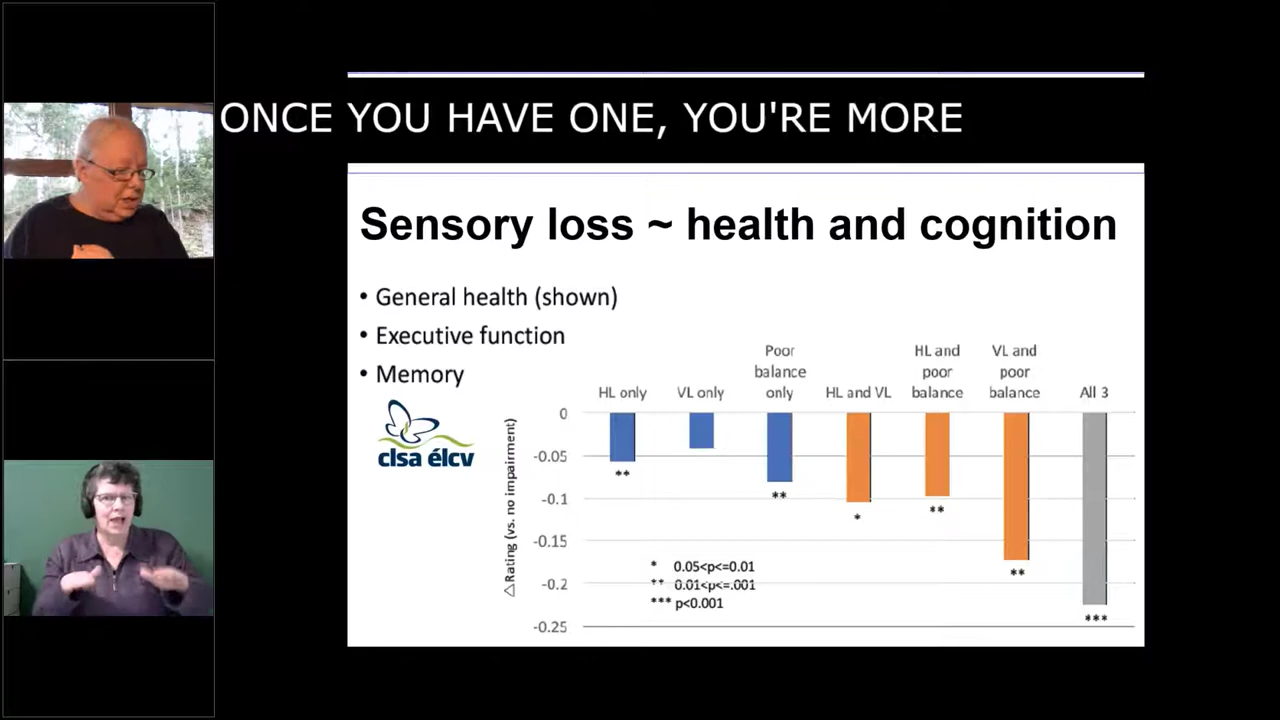 ONCE YOU HAVE ONE, YOU'RE MORE
Sensory loss ~ health and cognition
• General health (shown)
• Executive function
• Memory
clsa élcv
Poor balance only
HL and poor balance
VL and poor balance
HL only
VL only
HL and VL
All 3
△Rating (vs. no impairment)
0
-0.05
-0.1
-0.15
-0.2
-0.25
**
**
*
**
**
***
* 0.05<p<=0.01
** 0.01<p<=.001
*** p<0.001